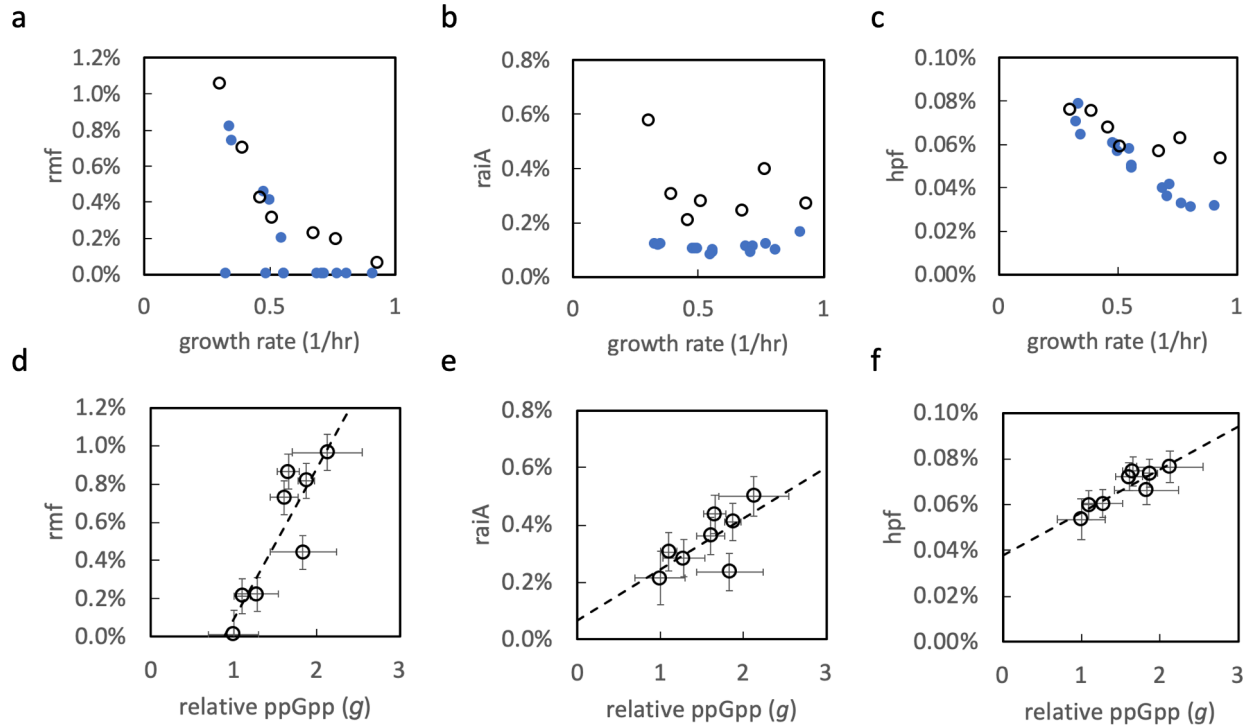 a
1.2%
1.0%
0.8%
0.6%
0.4%
0.2%
0.0%
rmf
0 0.5 1
growth rate (1/hr)
b
0.8%
0.6%
0.4%
0.2%
0.0%
raiA
0 0.5 1
growth rate (1/hr)
c
0.10%
0.08%
0.06%
0.04%
0.02%
0.00%
hpf
0 0.5 1
growth rate (1/hr)
d
1.2%
1.0%
0.8%
0.6%
0.4%
0.2%
0.0%
rmf
0 1 2 3
relative ppGpp (g)
e
0.8%
0.6%
0.4%
0.2%
0.0%
raiA
0 1 2 3
relative ppGpp (g)
f
0.10%
0.08%
0.06%
0.04%
0.02%
0.00%
hpf
0 1 2 3
relative ppGpp (g)